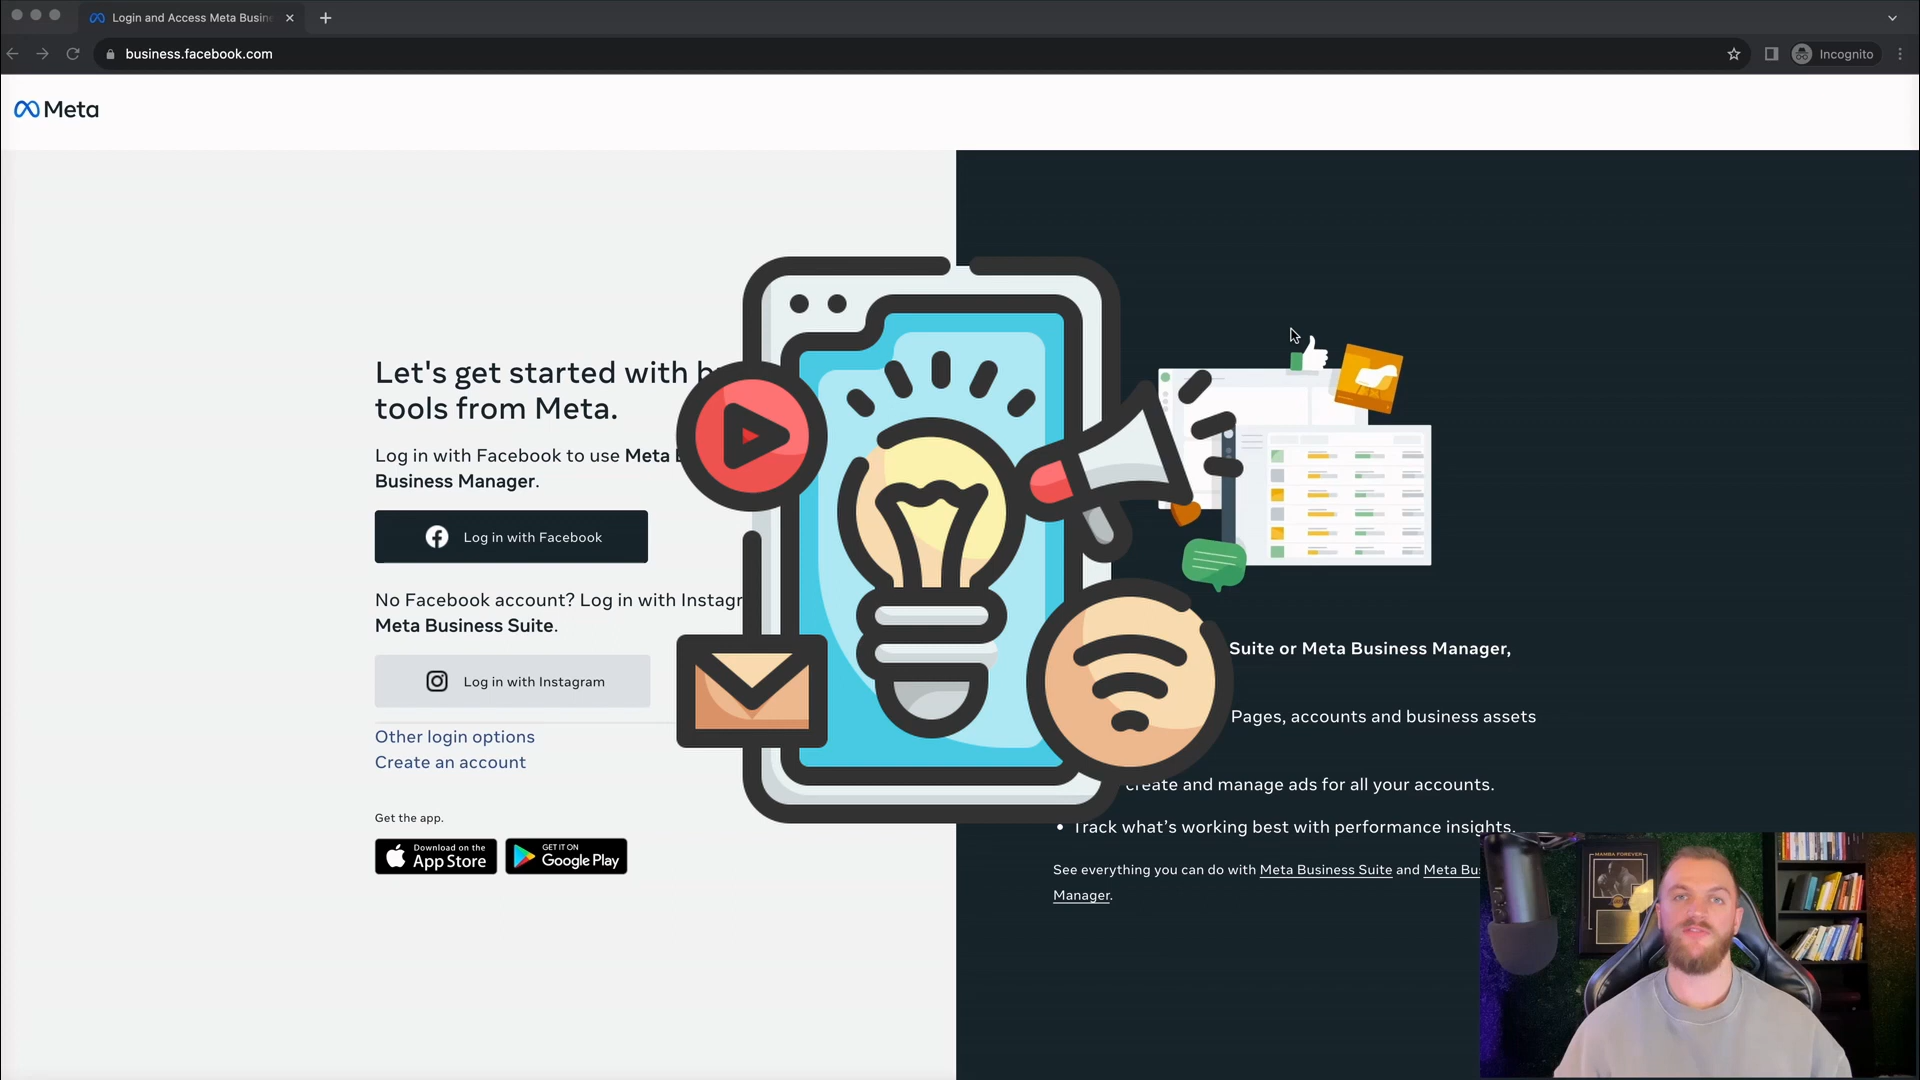 Login and Access Meta Busin
business.facebook.com
Incognito
Meta
Let's get started with b
tools from Meta.
Log in with Facebook to use Meta
Business Manager.
Log in with Facebook
No Facebook account? Log in with Instagr
Meta Business Suite.
Log in with Instagram
Other login options
Create an account
Get the app.
Download on the
App Store
GET IT ON
Google Play
Suite or Meta Business Manager,
Pages, accounts and business assets
create and manage ads for all your accounts.
• Track what's working best with performance insights.
See everything you can do with Meta Business Suite and Meta Bu
Manager.
MAMBA FOREVER